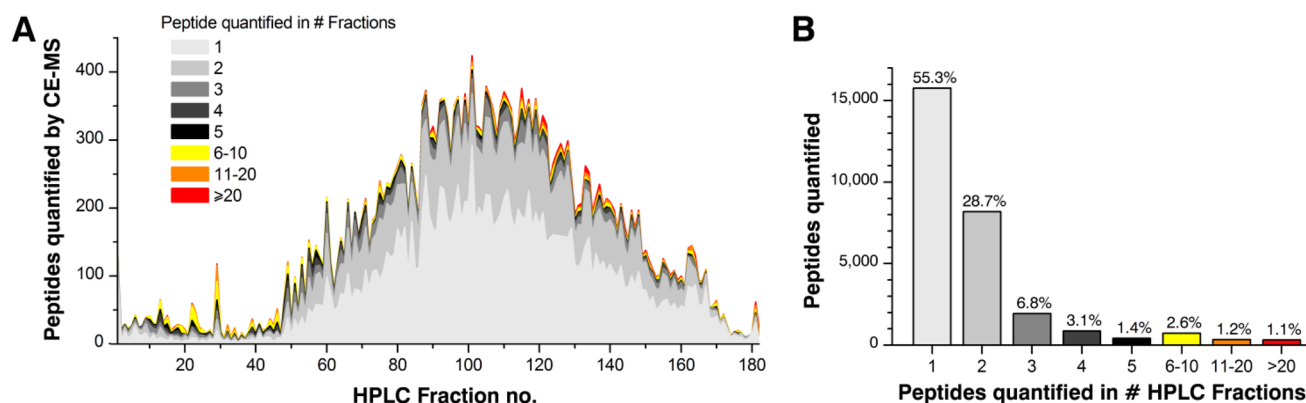 A
Peptide quantified in # Fractions
1
2
3
4
5
6-10
11-20
⩾20
Peptides quantified by CE-MS
400
300
200
100
0
20 40 60 80 100 120 140 160 180
HPLC Fraction no.
B
Peptides quantified
15,000
10,000
5,000
0
55.3%
28.7%
6.8%
3.1%
1.4%
2.6%
1.2%
1.1%
1 2 3 4 5 6-10 11-20 >20
Peptides quantified in # HPLC Fractions